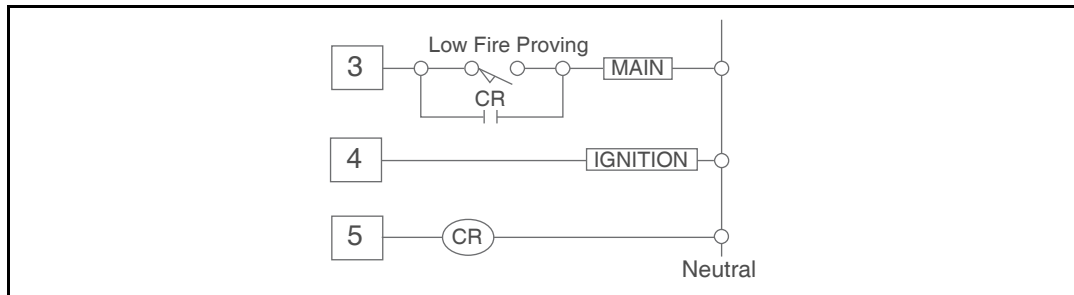 Low Fire Proving
3
MAIN
CR
4
IGNITION
5
CR
Neutral